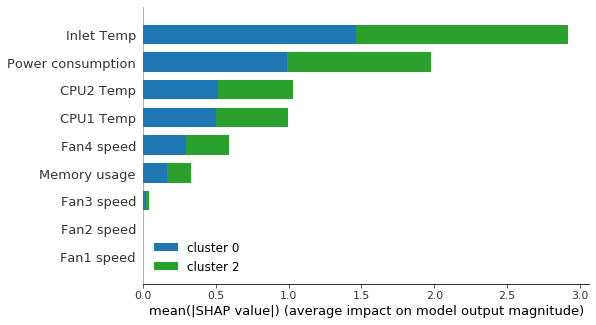 Inlet Temp
Power consumption
CPU2 Temp
CPU1 Temp
Fan4 speed
Memory usage
Fan3 speed
Fan2 speed
Fan1 speed
cluster 0
cluster 2
0.0 0.5 1.0 1.5 2.0 2.5 3.0
mean(|SHAP value|) (average impact on model output magnitude)